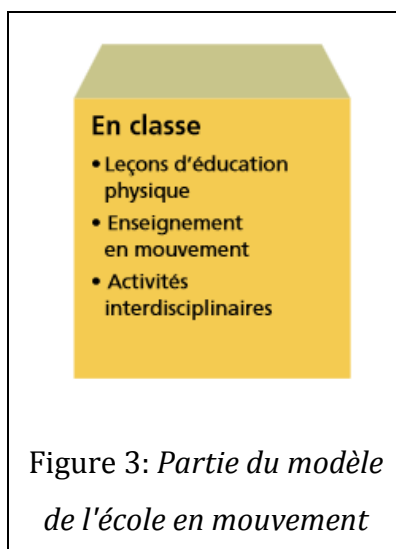 En classe
• Leçons d'éducation
physique
• Enseignement
en mouvement
• Activités
interdisciplinaires
Figure 3: Partie du modèle
de l'école en mouvement